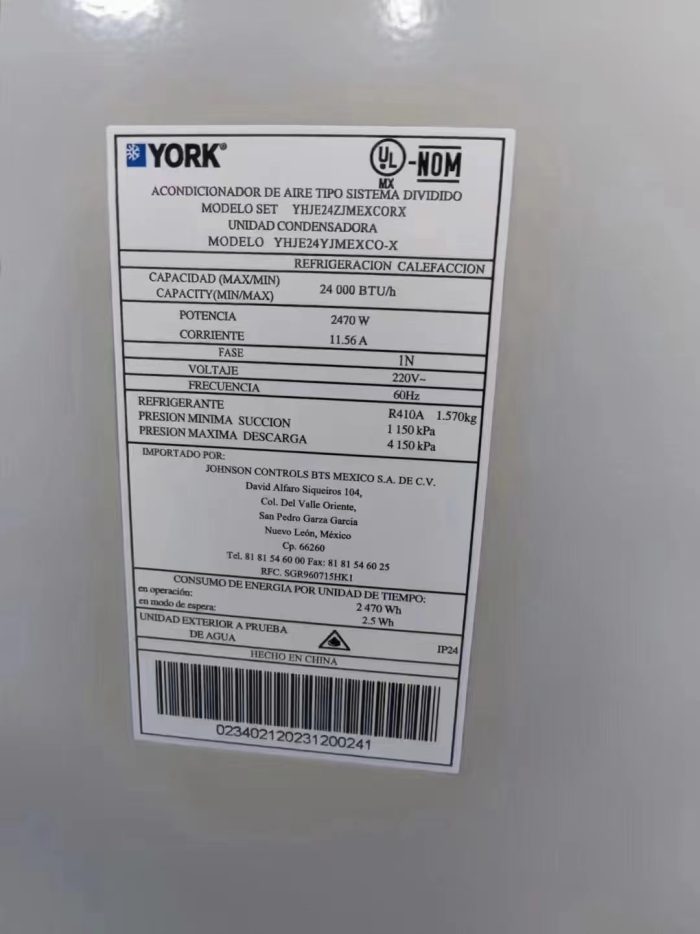 YORK®
UL MX -NOM
ACONDICIONADOR DE AIRE TIPO SISTEMA DIVIDIDO
MODELO SET YHJE24ZJMEXCORX
UNIDAD CONDENSADORA
MODELO YHJE24YJMEXCO-X
REFRIGERACION CALEFACCION
CAPACIDAD (MAX/MIN)
CAPACITY(MIN/MAX) 24 000 BTU/h
POTENCIA 2470 W
CORRIENTE 11.56 A
FASE 1N
VOLTAJE 220V~
FRECUENCIA 60Hz
REFRIGERANTE R410A 1.570kg
PRESION MINIMA SUCCION 1 150 kPa
PRESION MAXIMA DESCARGA 4 150 kPa
IMPORTADO POR:
JOHNSON CONTROLS BTS MEXICO S.A. DE C.V.
David Alfaro Siqueiros 104,
Col. Del Valle Oriente,
San Pedro Garza García
Nuevo León, México
Cp. 66260
Tel. 81 81 54 60 00 Fax: 81 81 54 60 25
RFC. SGR960715HK1
CONSUMO DE ENERGIA POR UNIDAD DE TIEMPO:
en operación: 2 470 Wh
en modo de espera: 2.5 Wh
UNIDAD EXTERIOR A PRUEBA
DE AGUA IP24
HECHO EN CHINA
023402120231200241